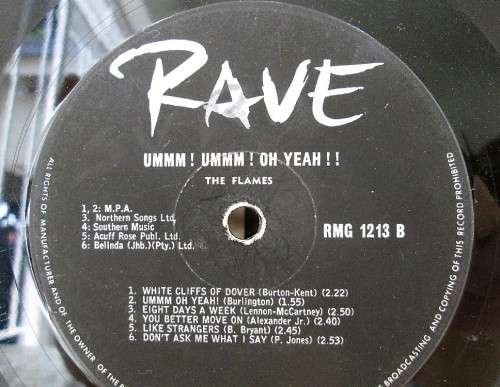 RAVE
UMMM! UMMM! OH YEAH!!
THE FLAMES
1, 2: M.P.A.
3. Northern Songs Ltd.
4: Southern Music
5: Acuff Rose Publ. Ltd.
6: Belinda (Jhb.)(Pty.) Ltd.
RMG 1213 B
1. WHITE CLIFFS OF DOVER (Burton-Kent) (2.22)
2. UMMM OH YEAH! (Burlington) (1.55)
3. EIGHT DAYS A WEEK (Lennon-McCartney) (2.50)
4. YOU BETTER MOVE ON (Alexander Jr.) (2.40)
5. LIKE STRANGERS (B. Bryant) (2.45)
6. DON'T ASK ME WHAT I SAY (P. Jones) (2.53)
ALL RIGHTS OF MANUFACTURER AND OF THE OWNER OF THE
BROADCASTING AND COPYING OF THIS RECORD PROHIBITED